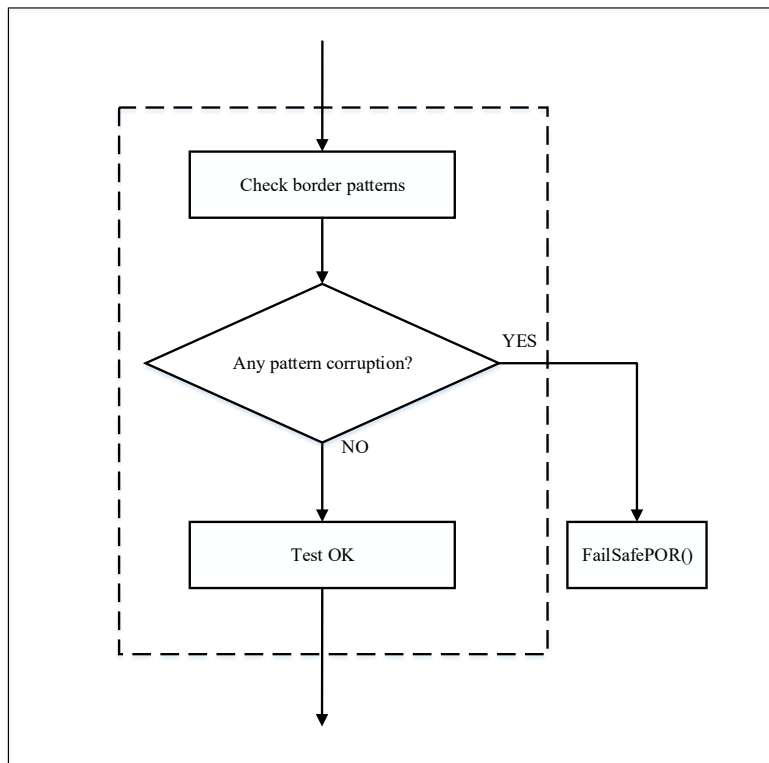 Check border patterns
Any pattern corruption?
YES
NO
Test OK
FailSafePOR()